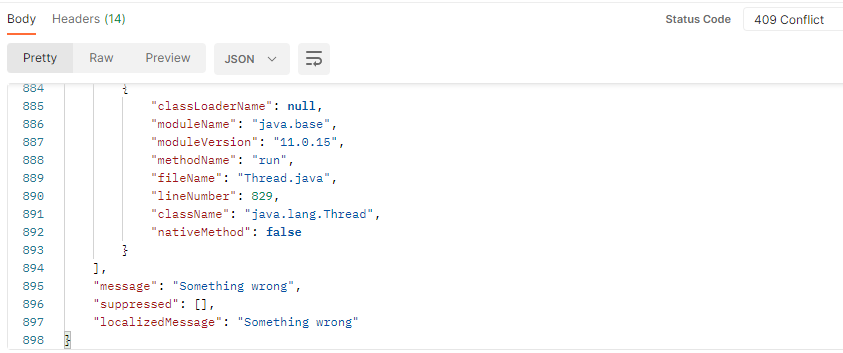 Body Headers (14) Status Code 409 Conflict
Pretty Raw Preview JSON
884 {
885 "classLoaderName": null,
886 "moduleName": "java.base",
887 "moduleVersion": "11.0.15",
888 "methodName": "run",
889 "fileName": "Thread.java",
890 "lineNumber": 829,
891 "className": "java.lang.Thread",
892 "nativeMethod": false
893 }
894 ],
895 "message": "Something wrong",
896 "suppressed": [],
897 "localizedMessage": "Something wrong"
898 }